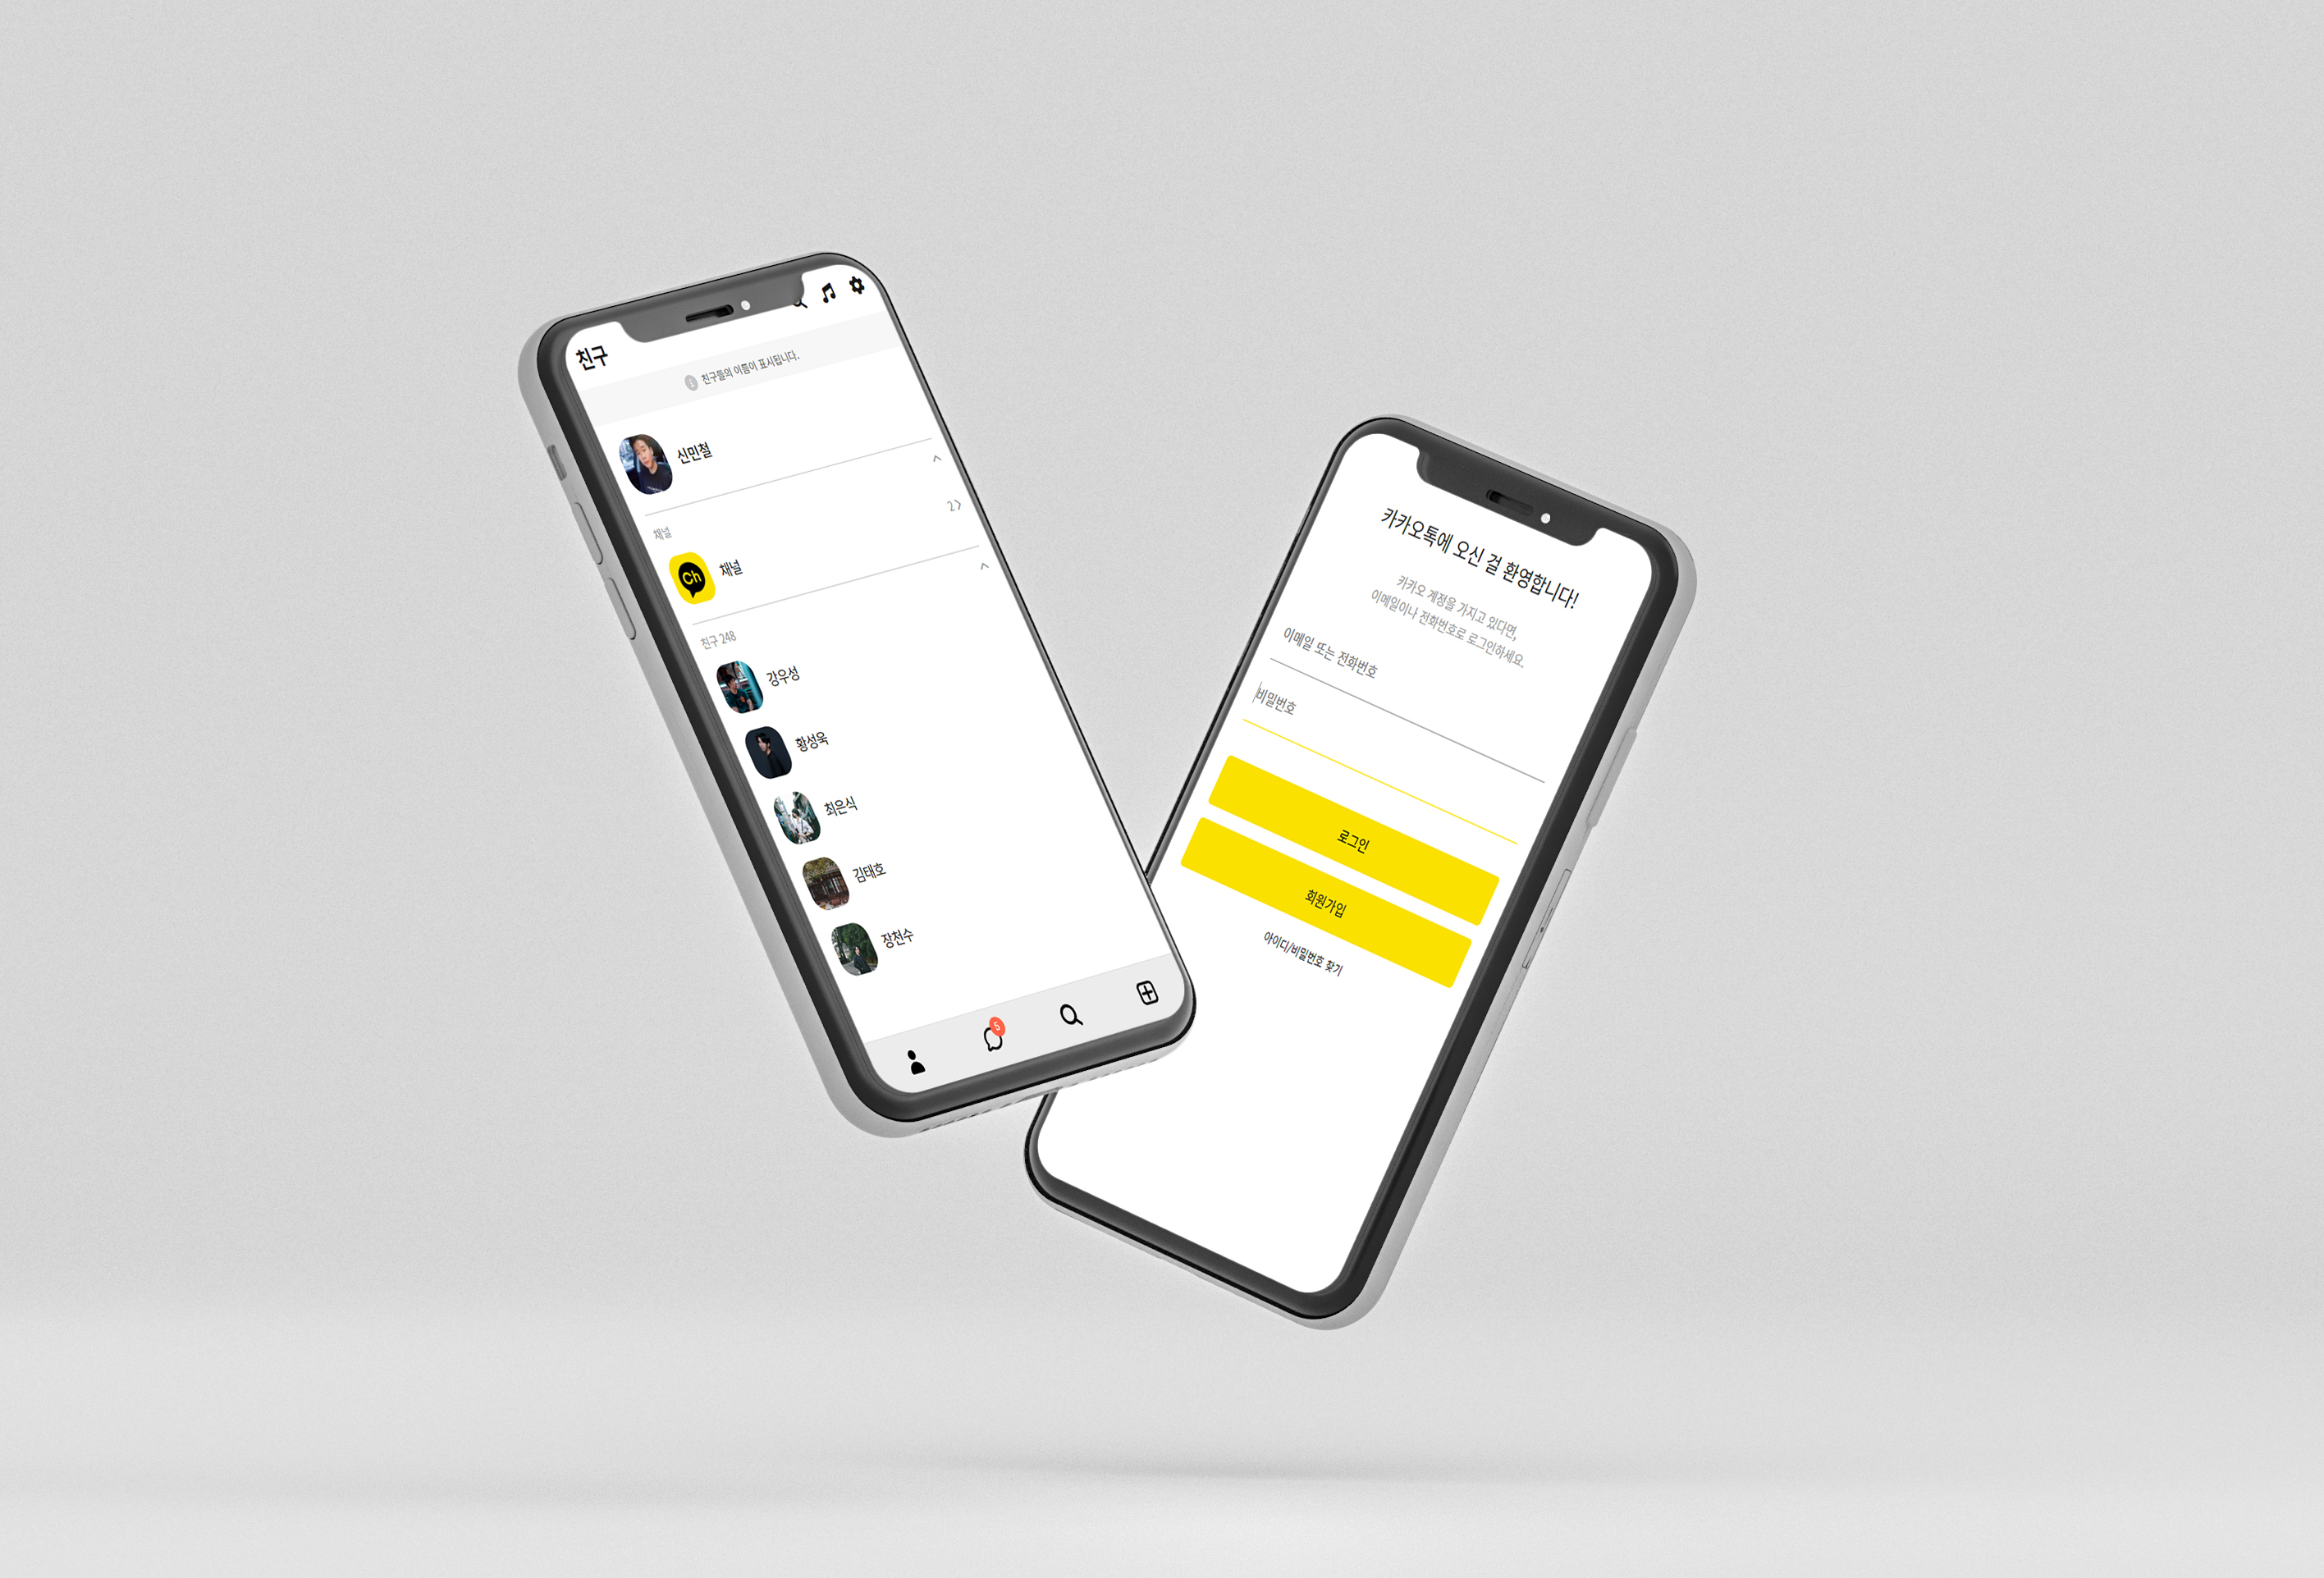 친구
친구들의 이름이 표시됩니다.
신민철
채널
2
Ch
채널
친구 248
강우성
황성욱
최은식
김태호
장천수
5
카카오톡에 오신 걸 환영합니다!
카카오 계정을 가지고 있다면,
이메일이나 전화번호로 로그인하세요.
이메일 또는 전화번호
비밀번호
로그인
회원가입
아이디/비밀번호 찾기